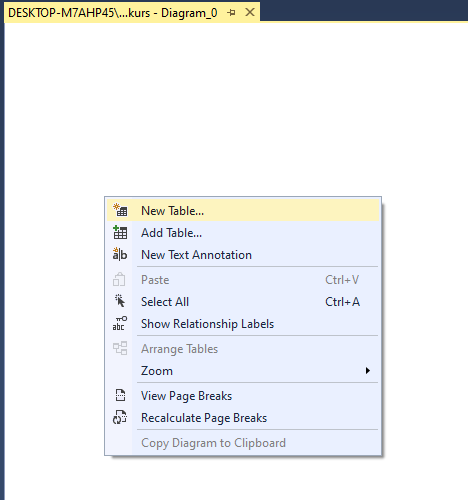 DESKTOP-M7AHP45\...kurs - Diagram_0
New Table...
Add Table...
a|b New Text Annotation
Paste Ctrl+V
Select All Ctrl+A
abc Show Relationship Labels
Arrange Tables
Zoom
View Page Breaks
Recalculate Page Breaks
Copy Diagram to Clipboard